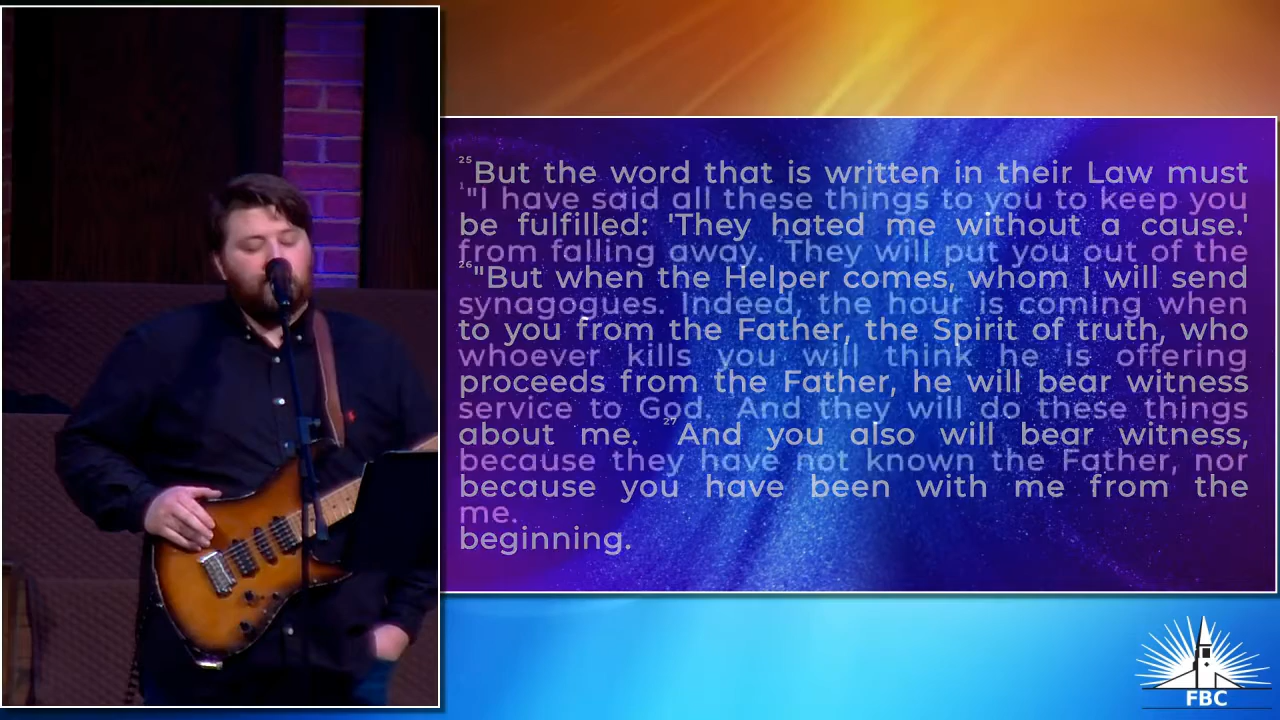 ²⁵But the word that is written in their Law must
¹"I have said all these things to you to keep you
be fulfilled: 'They hated me without a cause.'
from falling away. They will put you out of the
²⁶"But when the Helper comes, whom I will send
synagogues. Indeed, the hour is coming when
to you from the Father, the Spirit of truth, who
whoever kills you will think he is offering
proceeds from the Father, he will bear witness
service to God. And they will do these things
about me. ²⁷And you also will bear witness,
because they have not known the Father, nor
because you have been with me from the
me.
beginning.
FBC